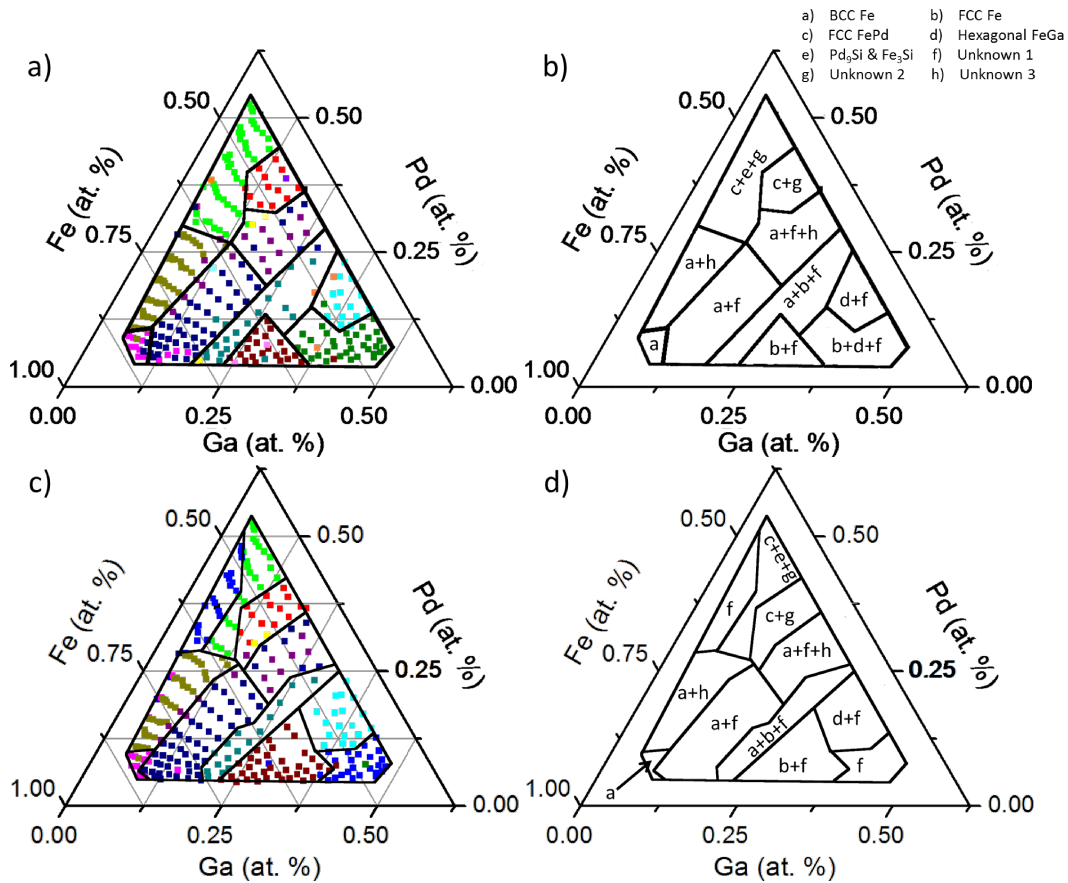 a) BCC Fe b) FCC Fe
c) FCC FePd d) Hexagonal FeGa
e) Pd₉Si & Fe₃Si f) Unknown 1
g) Unknown 2 h) Unknown 3
a)
0.50
0.50
Fe (at. %)
Pd (at. %)
0.75
0.25
1.00
0.00
0.00
0.25
0.50
Ga (at. %)
b)
0.50
0.50
Fe (at. %)
Pd (at. %)
c+e+g
c+g
0.75
a+f+h
0.25
a+h
a+b+f
a+f
d+f
a
b+f
b+d+f
1.00
0.00
0.00
0.25
0.50
Ga (at. %)
c)
0.50
0.50
Fe (at. %)
Pd (at. %)
0.75
0.25
1.00
0.00
0.00
0.25
0.50
Ga (at. %)
d)
0.50
0.50
c+e+g
Fe (at. %)
Pd (at. %)
f
c+g
0.75
a+f+h
0.25
a+h
a+f
a+b+f
d+f
b+f
f
a
1.00
0.00
0.00
0.25
0.50
Ga (at. %)